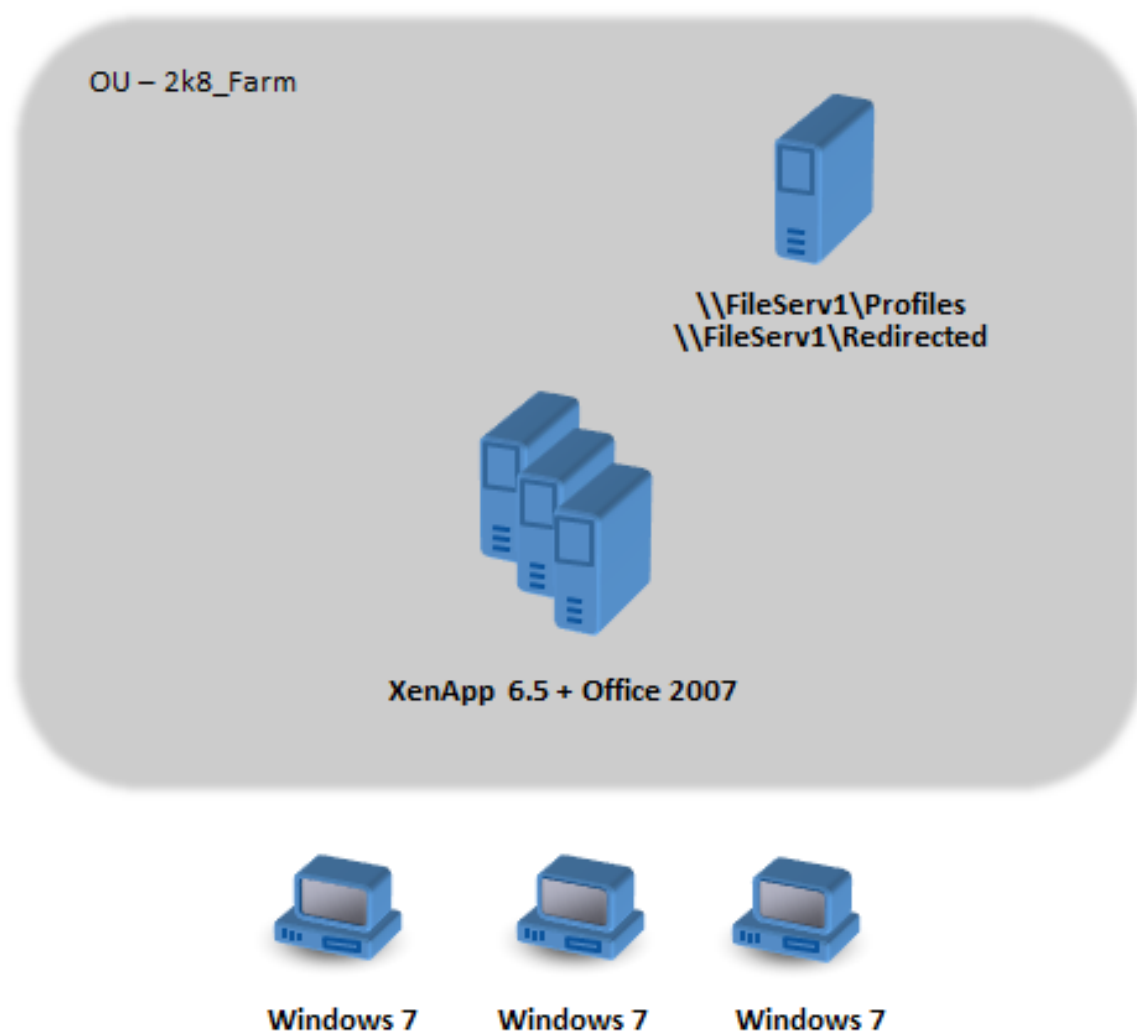 OU – 2k8_Farm
\\FileServ1\Profiles
\\FileServ1\Redirected
XenApp 6.5 + Office 2007
Windows 7
Windows 7
Windows 7